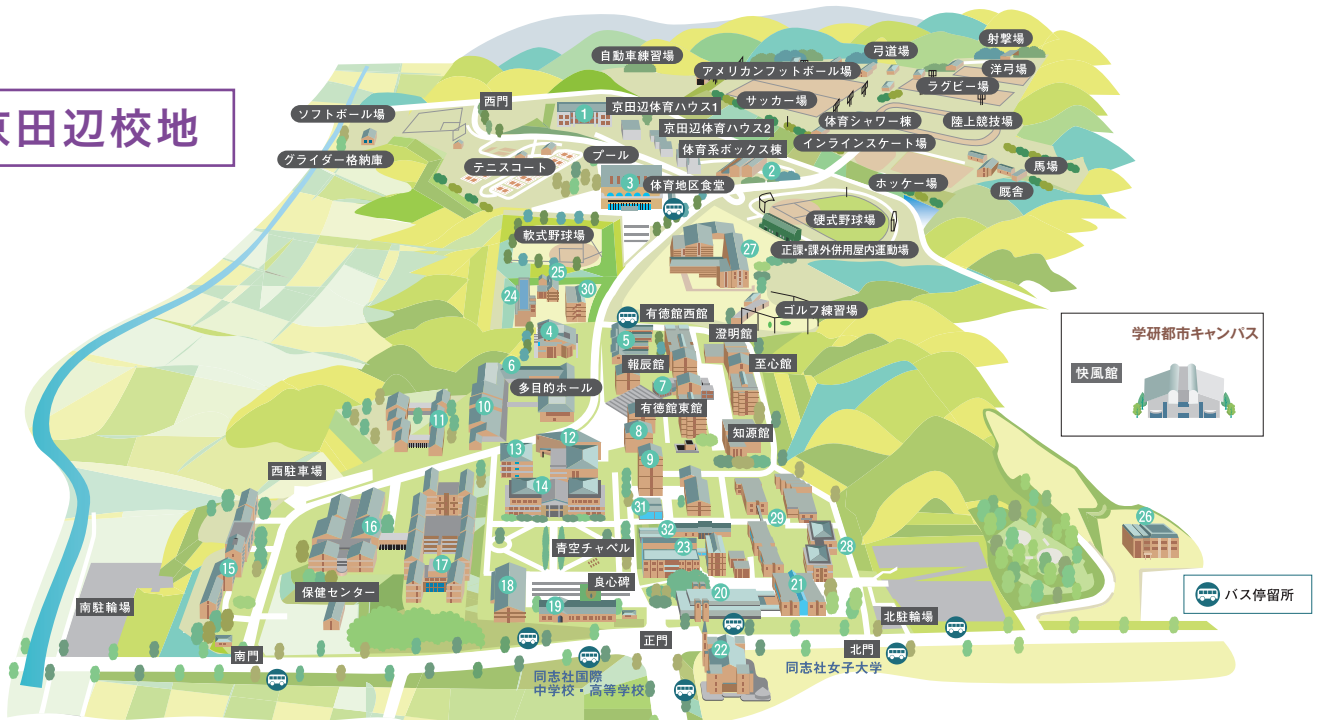 京田辺校地
自動車練習場
弓道場
射撃場
アメリカンフットボール場
洋弓場
ラグビー場
西門
京田辺体育ハウス1
サッカー場
ソフトボール場
1
京田辺体育ハウス2
体育シャワー棟
陸上競技場
グライダー格納庫
テニスコート
プール
体育系ボックス棟
インラインスケート場
2
馬場
3
体育地区食堂
ホッケー場
厩舎
硬式野球場
軟式野球場
27
正課・課外併用屋内運動場
25
24
30
有徳館西館
ゴルフ練習場
4
5
澄明館
学研都市キャンパス
快風館
6
報辰館
至心館
多目的ホール
7
10
有徳館東館
11
8
知源館
12
13
9
西駐車場
14
31
16
32
29
26
青空チャペル
23
28
15
17
18
良心碑
保健センター
20
21
バス停留所
南駐輪場
19
北駐輪場
正門
南門
22
北門
同志社女子大学
同志社国際
中学校・高等学校